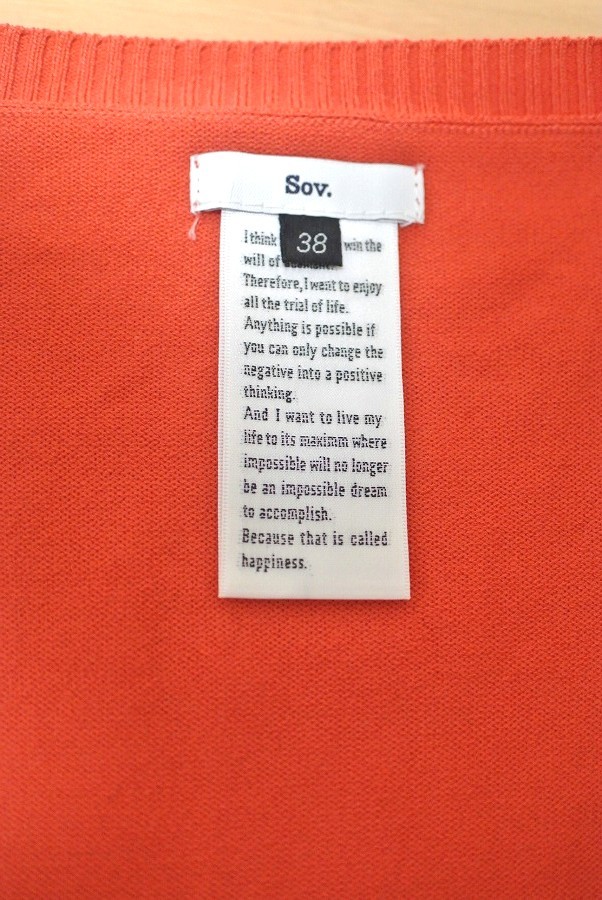 Sov.
38
I think win the
will of
Therefore, I want to enjoy
all the trial of life.
Anything is possible if
you can only change the
negative into a positive
thinking.
And I want to live my
life to its maximm where
impossible will no longer
be an impossible dream
to accomplish.
Because that is called
happiness.